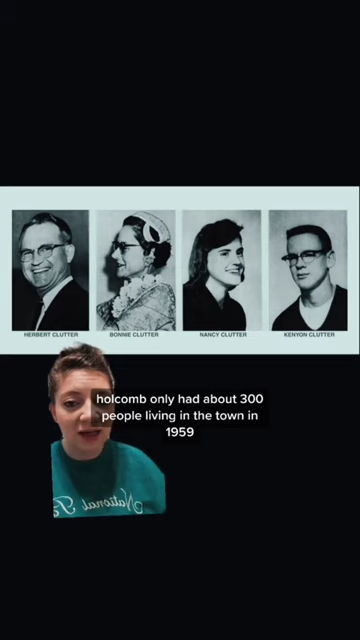 HERBERT CLUTTER BONNIE CLUTTER NANCY CLUTTER KENYON CLUTTER
holcomb only had about 300
people living in the town in
1959
National